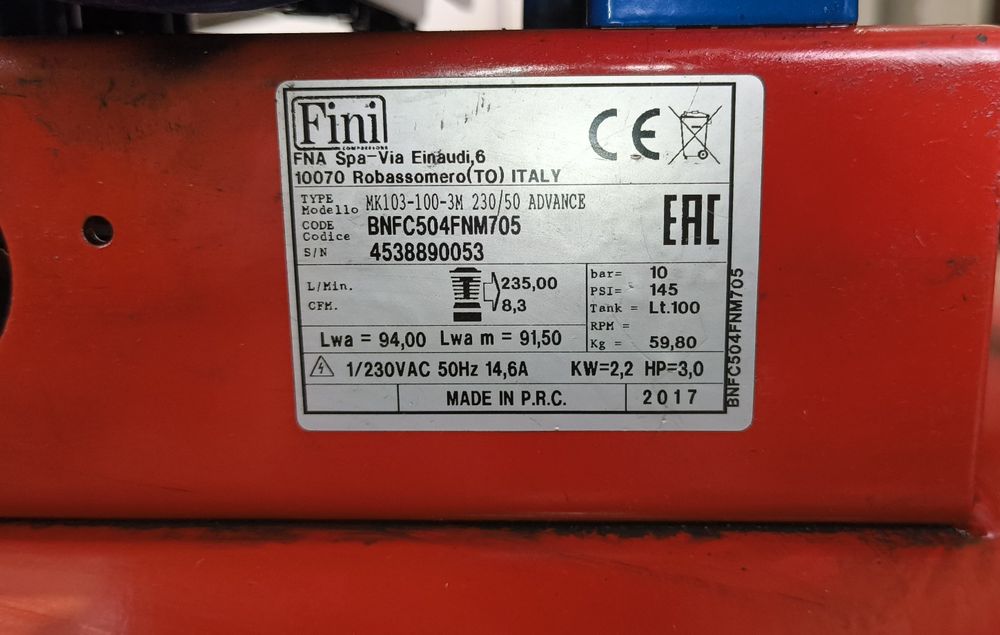 Fini
COMPRESSORS
FNA Spa-Via Einaudi,6
10070 Robassomero(TO) ITALY
CE
TYPE
Modello
MK103-100-3M 230/50 ADVANCE
CODE
Codice
BNFC504FNM705
S/N
4538890053
EAC
L/Min.
235,00
CFM.
8,3
bar= 10
PSI= 145
Tank = Lt.100
RPM =
Kg = 59,80
Lwa = 94,00 Lwa m = 91,50
1/230VAC 50Hz 14,6A KW=2,2 HP=3,0
MADE IN P.R.C.
2017
BNFC504FNM705